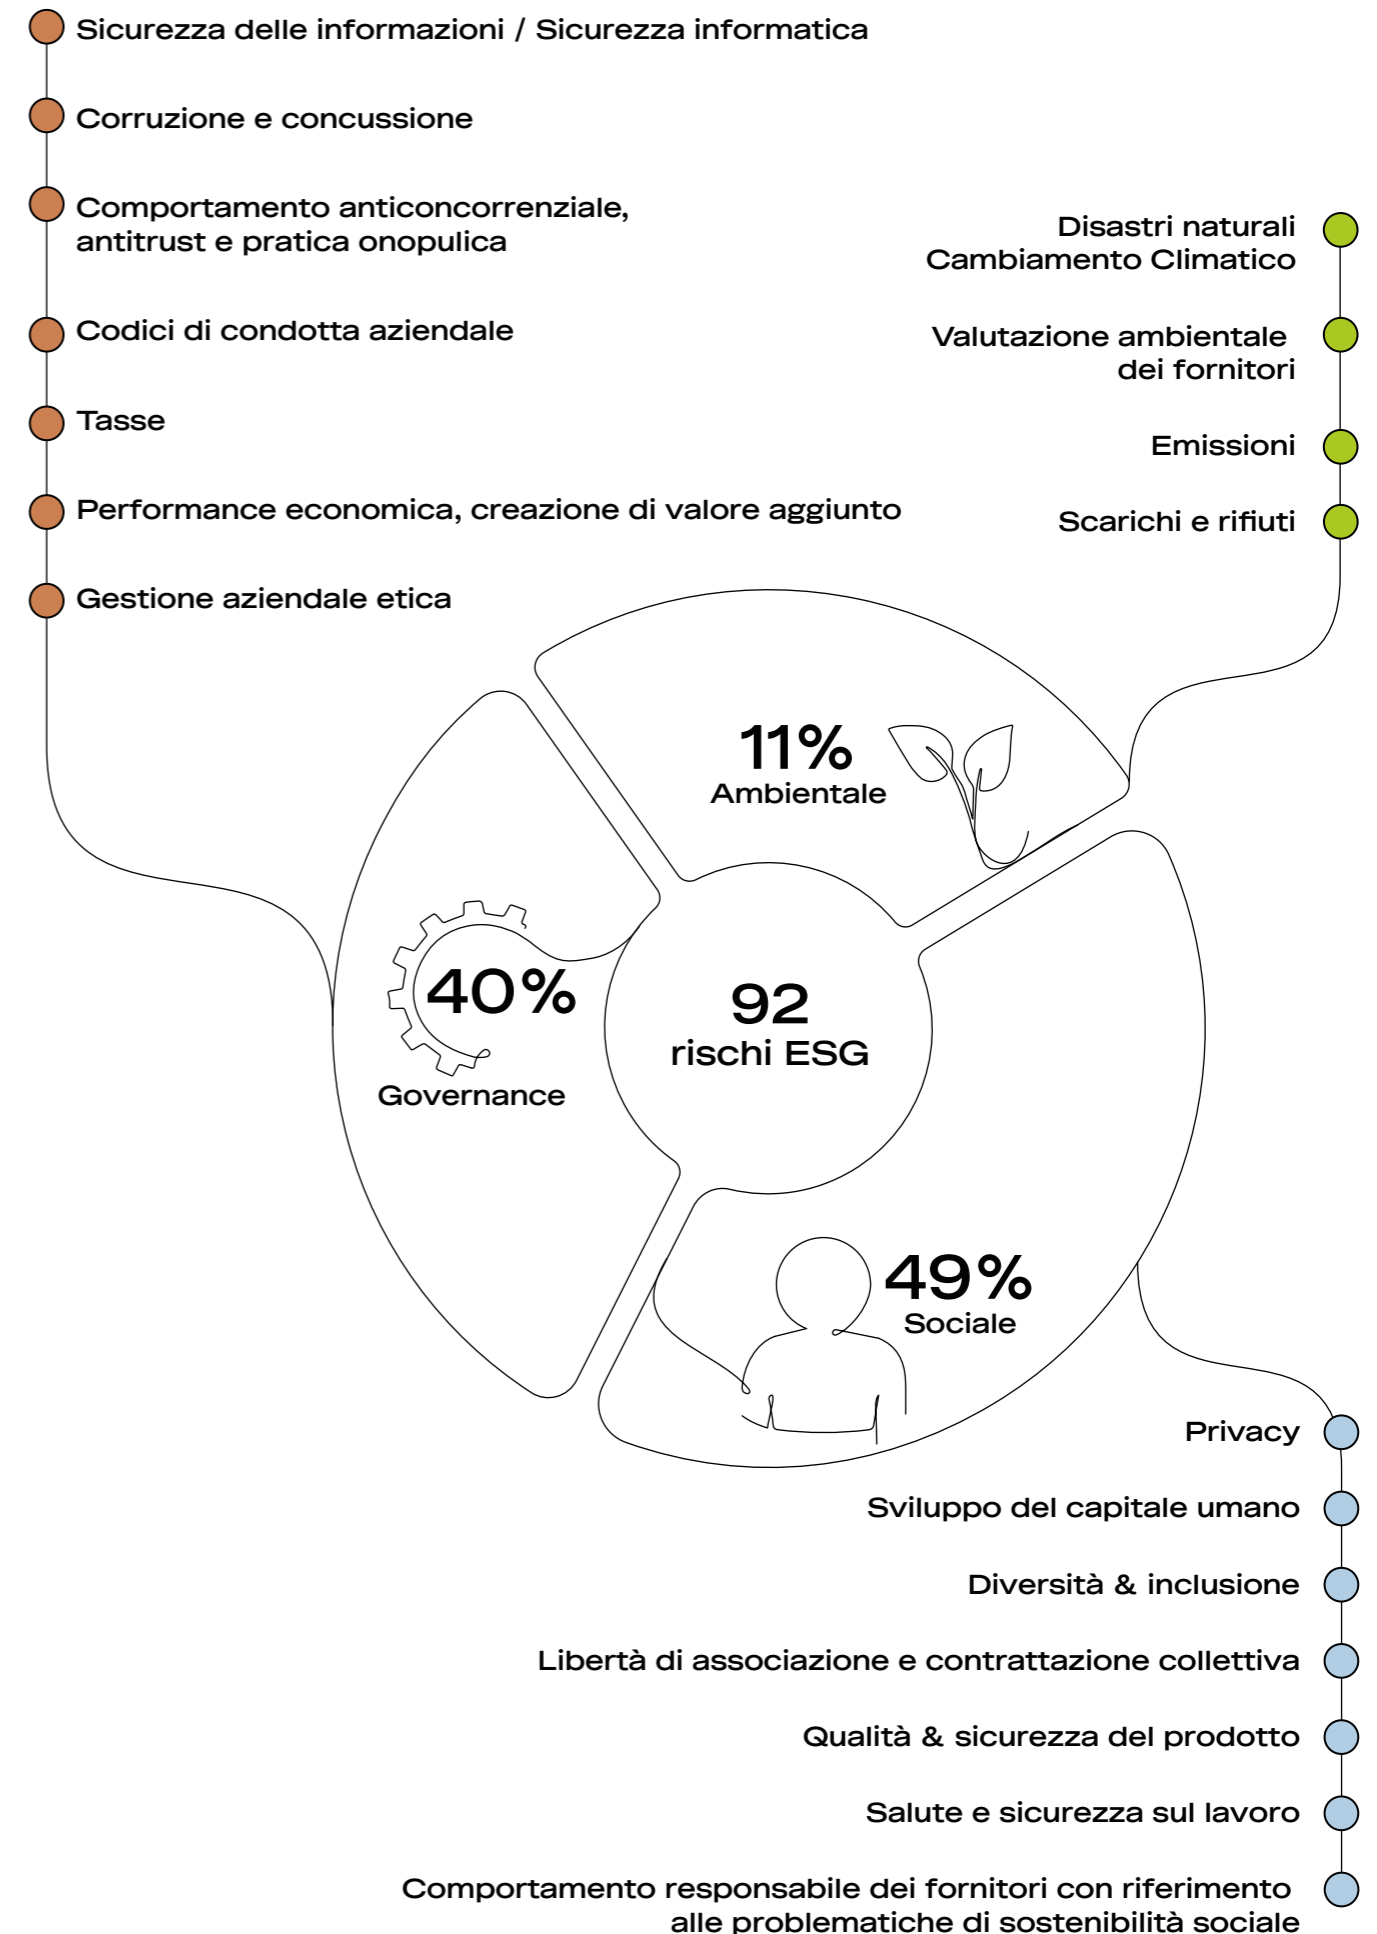 Sicurezza delle informazioni / Sicurezza informatica
Corruzione e concussione
Comportamento anticoncorrenziale,
antitrust e pratica onopulica
Codici di condotta aziendale
Tasse
Performance economica, creazione di valore aggiunto
Gestione aziendale etica
Disastri naturali
Cambiamento Climatico
Valutazione ambientale
dei fornitori
Emissioni
Scarichi e rifiuti
11%
Ambientale
40%
Governance
92
rischi ESG
49%
Sociale
Privacy
Sviluppo del capitale umano
Diversità & inclusione
Libertà di associazione e contrattazione collettiva
Qualità & sicurezza del prodotto
Salute e sicurezza sul lavoro
Comportamento responsabile dei fornitori con riferimento
alle problematiche di sostenibilità sociale